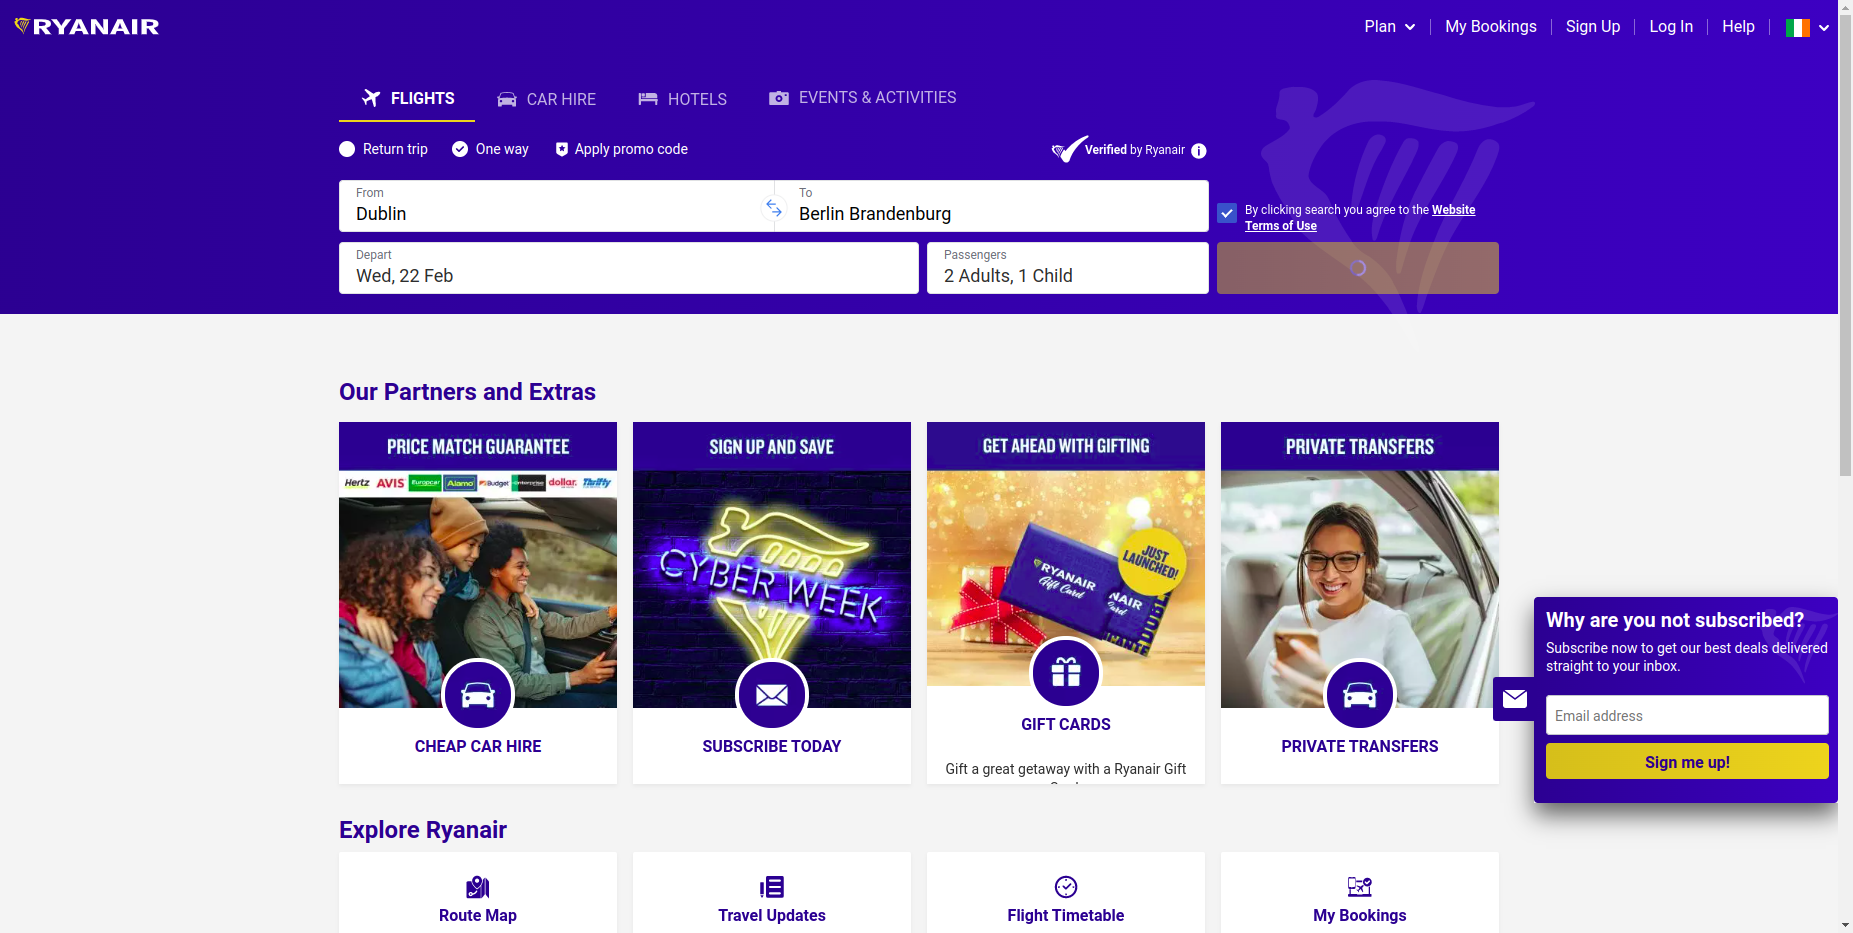 RYANAIR
Plan
My Bookings
Sign Up
Log In
Help
FLIGHTS
CAR HIRE
HOTELS
EVENTS & ACTIVITIES
Return trip
One way
Apply promo code
Verified by Ryanair
From
Dublin
To
Berlin Brandenburg
By clicking search you agree to the Website
Terms of Use
Depart
Wed, 22 Feb
Passengers
2 Adults, 1 Child
Our Partners and Extras
PRICE MATCH GUARANTEE
Hertz AVIS Europcar Alamo Budget enterprise dollar. Thrifty
CHEAP CAR HIRE
SIGN UP AND SAVE
CYBER WEEK
SUBSCRIBE TODAY
GET AHEAD WITH GIFTING
JUST
LAUNCHED!
RYANAIR
Gift Card
NAIR
Card
GIFT CARDS
Gift a great getaway with a Ryanair Gift
PRIVATE TRANSFERS
PRIVATE TRANSFERS
Why are you not subscribed?
Subscribe now to get our best deals delivered
straight to your inbox.
Email address
Sign me up!
Explore Ryanair
Route Map
Travel Updates
Flight Timetable
My Bookings